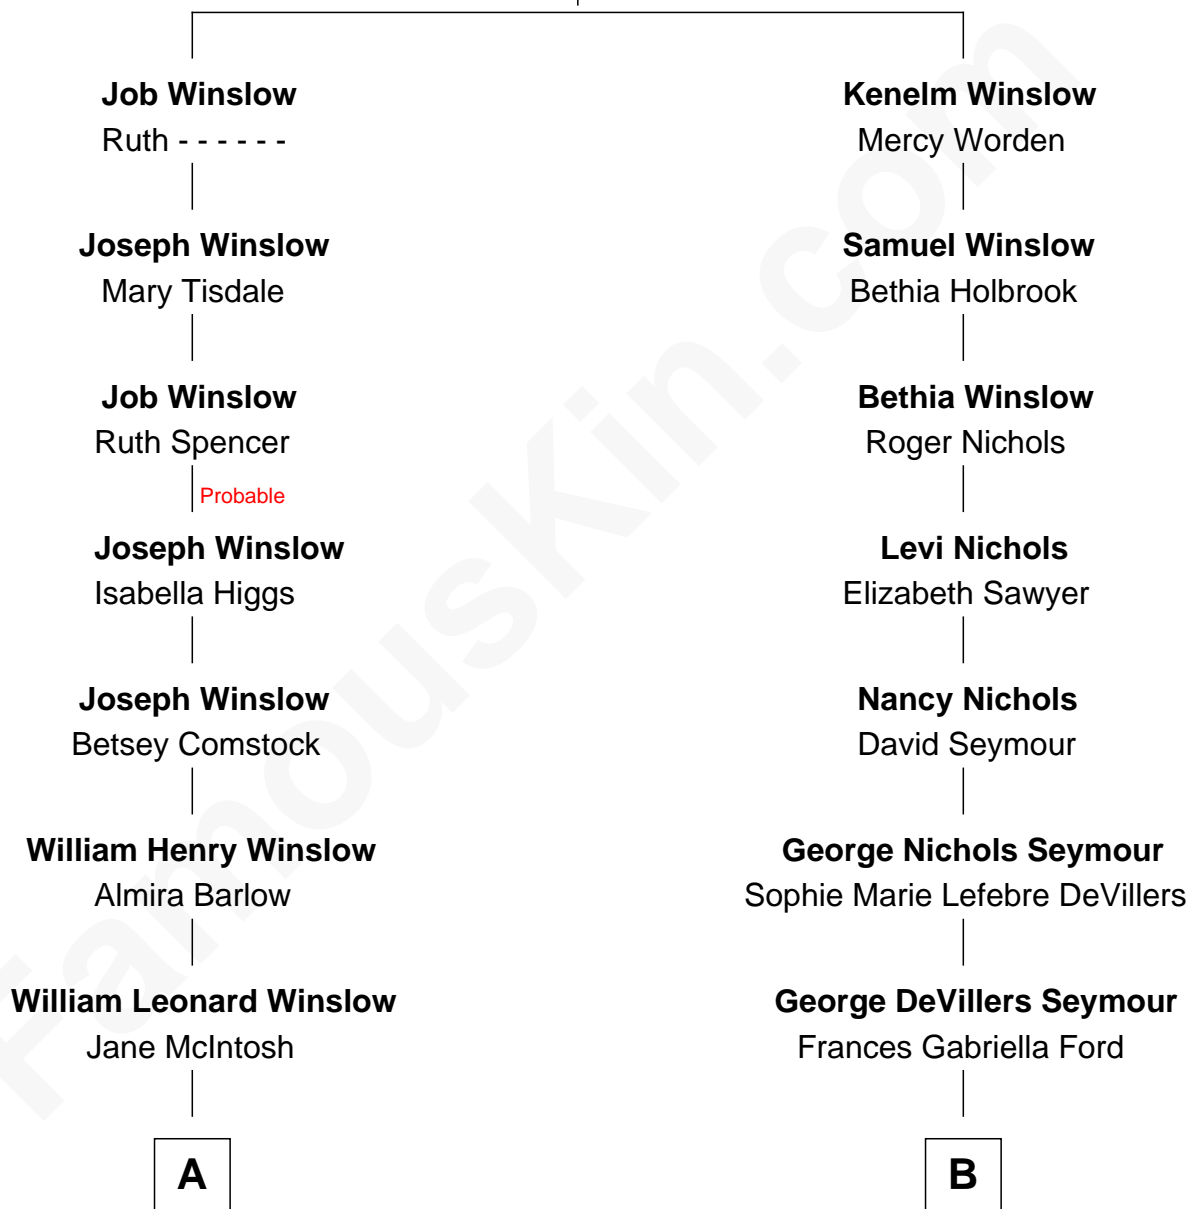 Job Winslow
Ruth - - - - - -
Kenelm Winslow
Mercy Worden
Joseph Winslow
Mary Tisdale
Samuel Winslow
Bethia Holbrook
Job Winslow
Ruth Spencer
Bethia Winslow
Roger Nichols
Probable
Joseph Winslow
Isabella Higgs
Levi Nichols
Elizabeth Sawyer
Joseph Winslow
Betsey Comstock
Nancy Nichols
David Seymour
William Henry Winslow
Almira Barlow
George Nichols Seymour
Sophie Marie Lefebre DeVillers
William Leonard Winslow
Jane McIntosh
George DeVillers Seymour
Frances Gabriella Ford
A
B
FamousKin.com